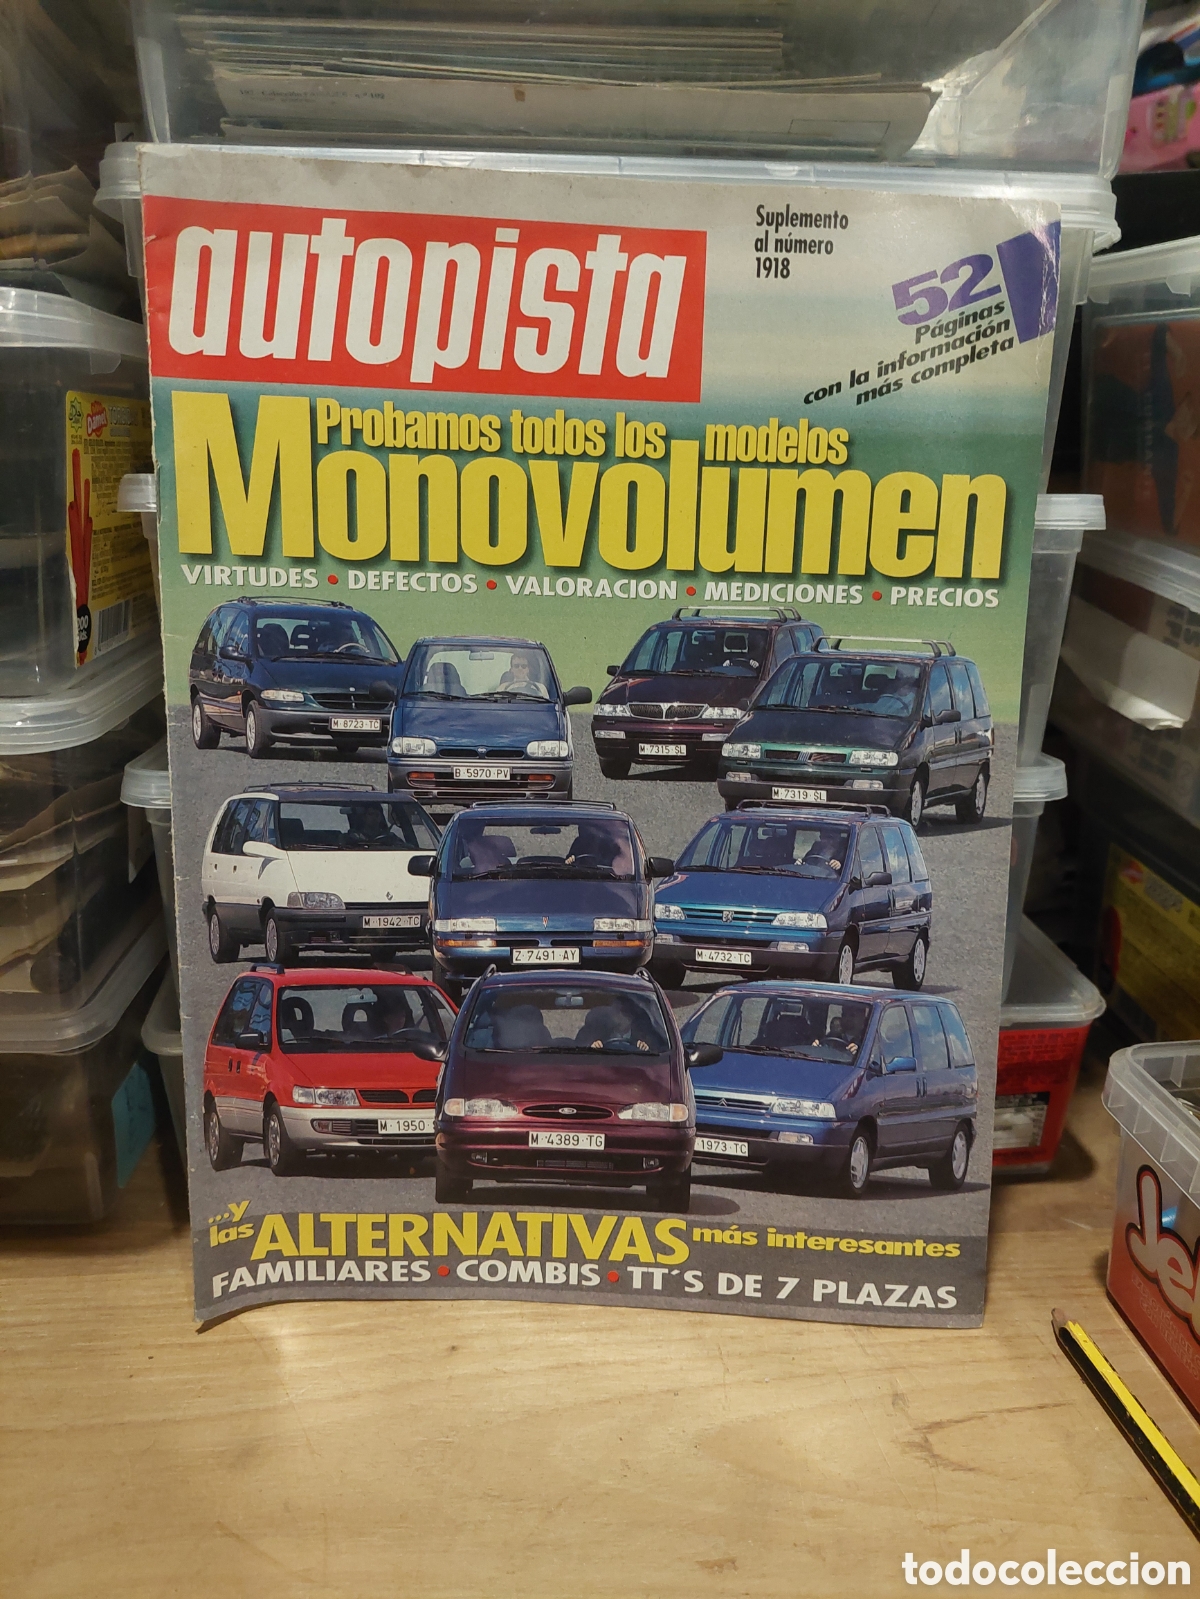 autopista
Suplemento
al número
1918
52
Páginas
con la información
más completa
Probamos todos los modelos
Monovolumen
VIRTUDES • DEFECTOS • VALORACION • MEDICIONES • PRECIOS
M·8723·TC
B·5970·PV
M·7315·SL
M·7319·SL
M·1942·TC
Z·7491·AY
M·4732·TC
M·1950
M·4389·TG
1973·TC
...y
las ALTERNATIVAS más interesantes
FAMILIARES • COMBIS • TT´S DE 7 PLAZAS
todocoleccion